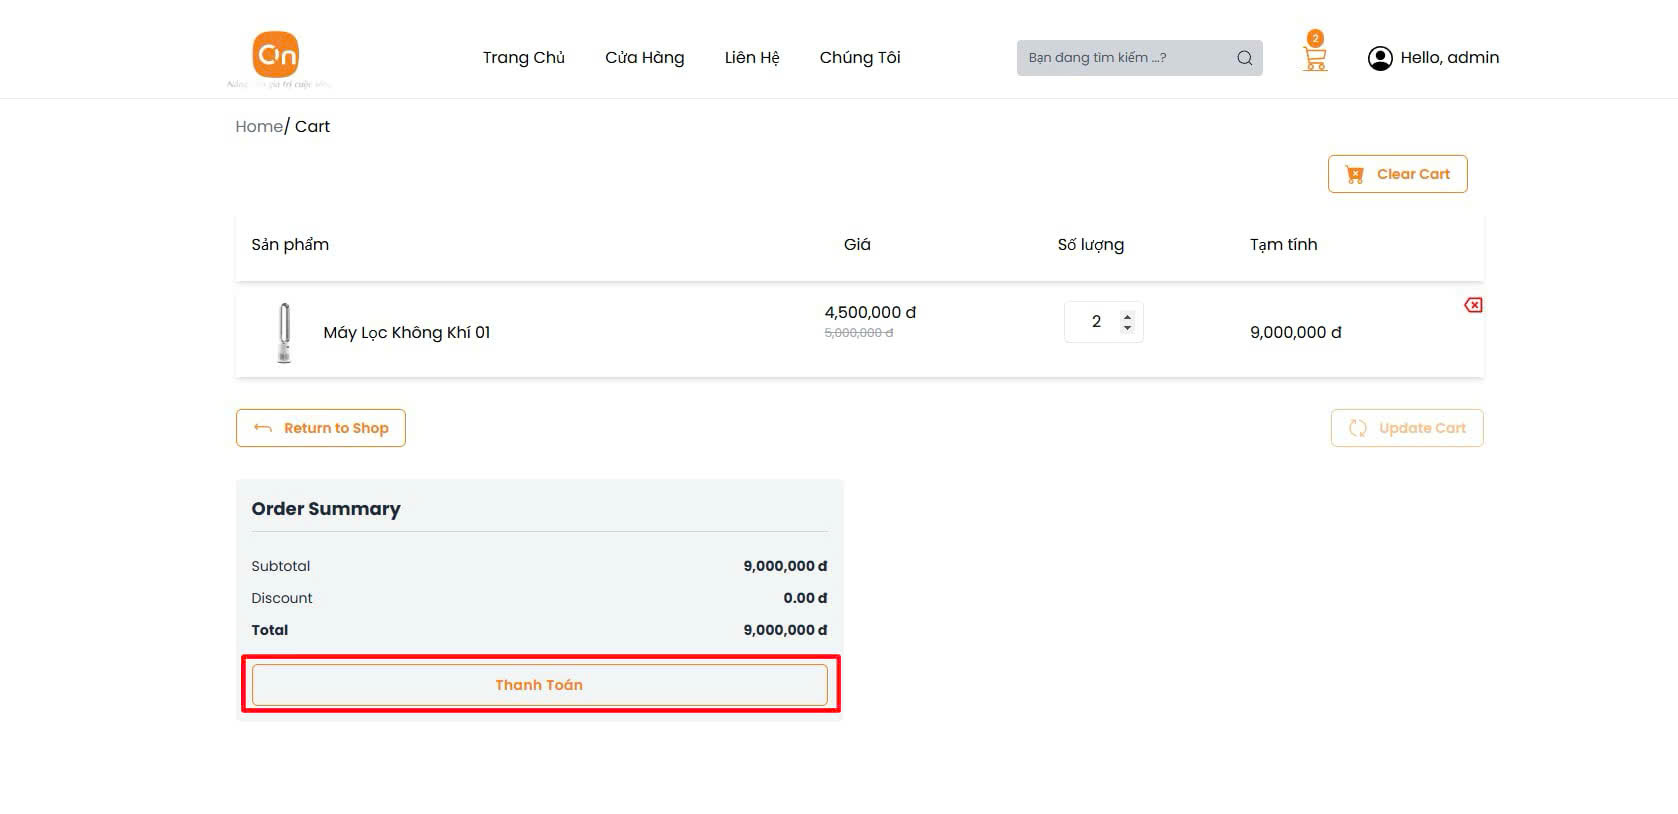 On
Trang Chủ
Cửa Hàng
Liên Hệ
Chúng Tôi
Bạn đang tìm kiếm ...?
2
Hello, admin
Home/ Cart
Clear Cart
Sản phẩm
Giá
Số lượng
Tạm tính
Máy Lọc Không Khí 01
4,500,000 đ
5,000,000 đ
2
9,000,000 đ
Return to Shop
Update Cart
Order Summary
Subtotal
9,000,000 đ
Discount
0.00 đ
Total
9,000,000 đ
Thanh Toán